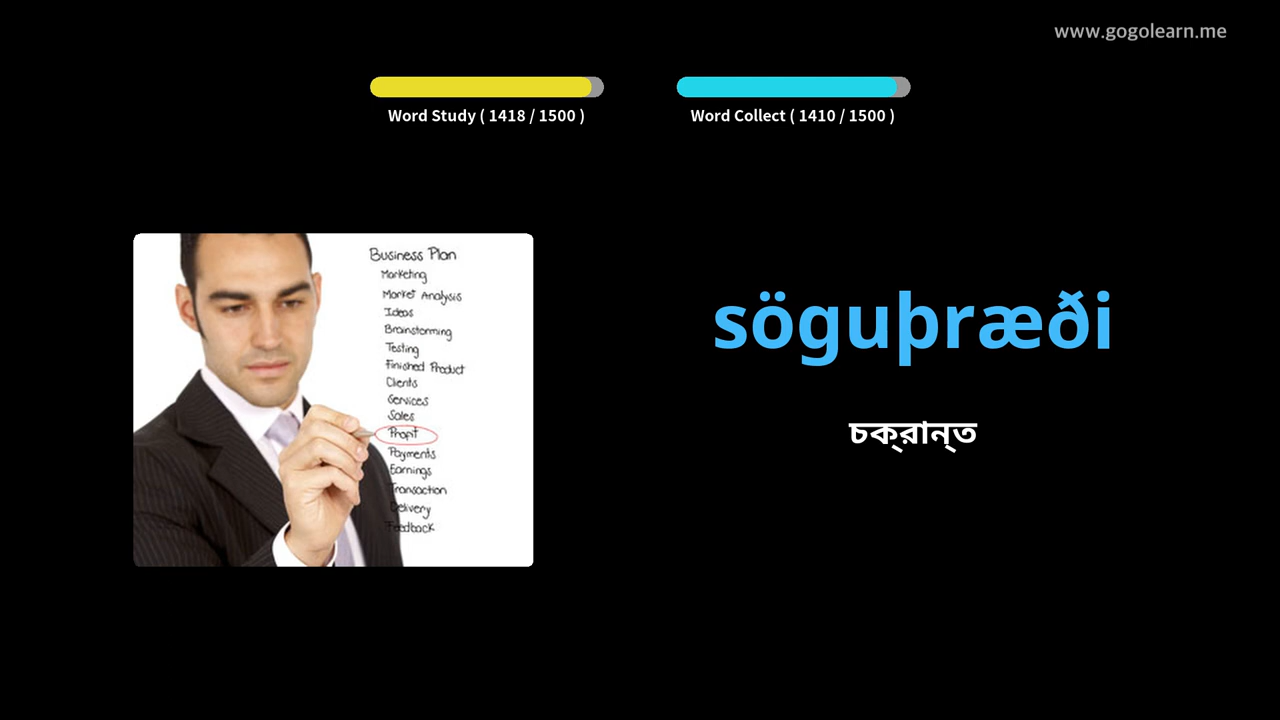 www.gogolearn.me
Word Study ( 1418 / 1500 )
Word Collect ( 1410 / 1500 )
Business Plan
Marketing
Market Analysis
Ideas
Brainstorming
Testing
Finished Product
Clients
Services
Sales
Profit
Payments
Earnings
Transaction
Delivery
Feedback
söguþræði
চক্রান্ত